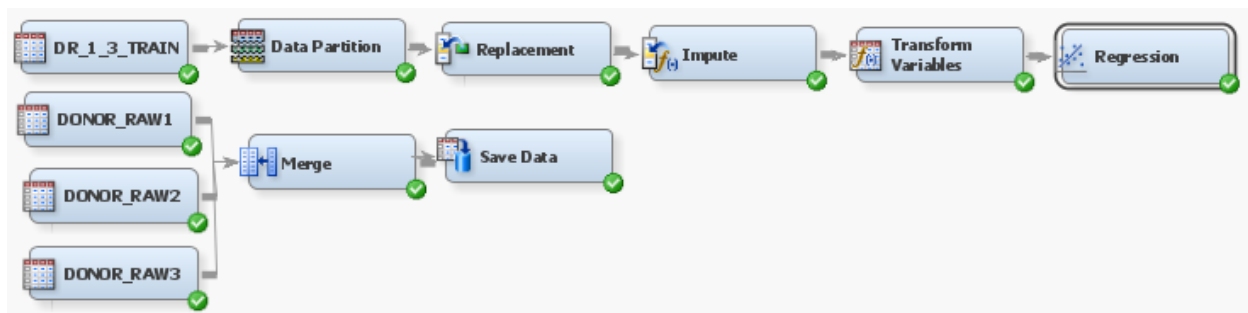 DR_1_3_TRAIN
Data Partition
Replacement
Impute
Transform
Variables
Regression
DONOR_RAW1
Merge
Save Data
DONOR_RAW2
DONOR_RAW3